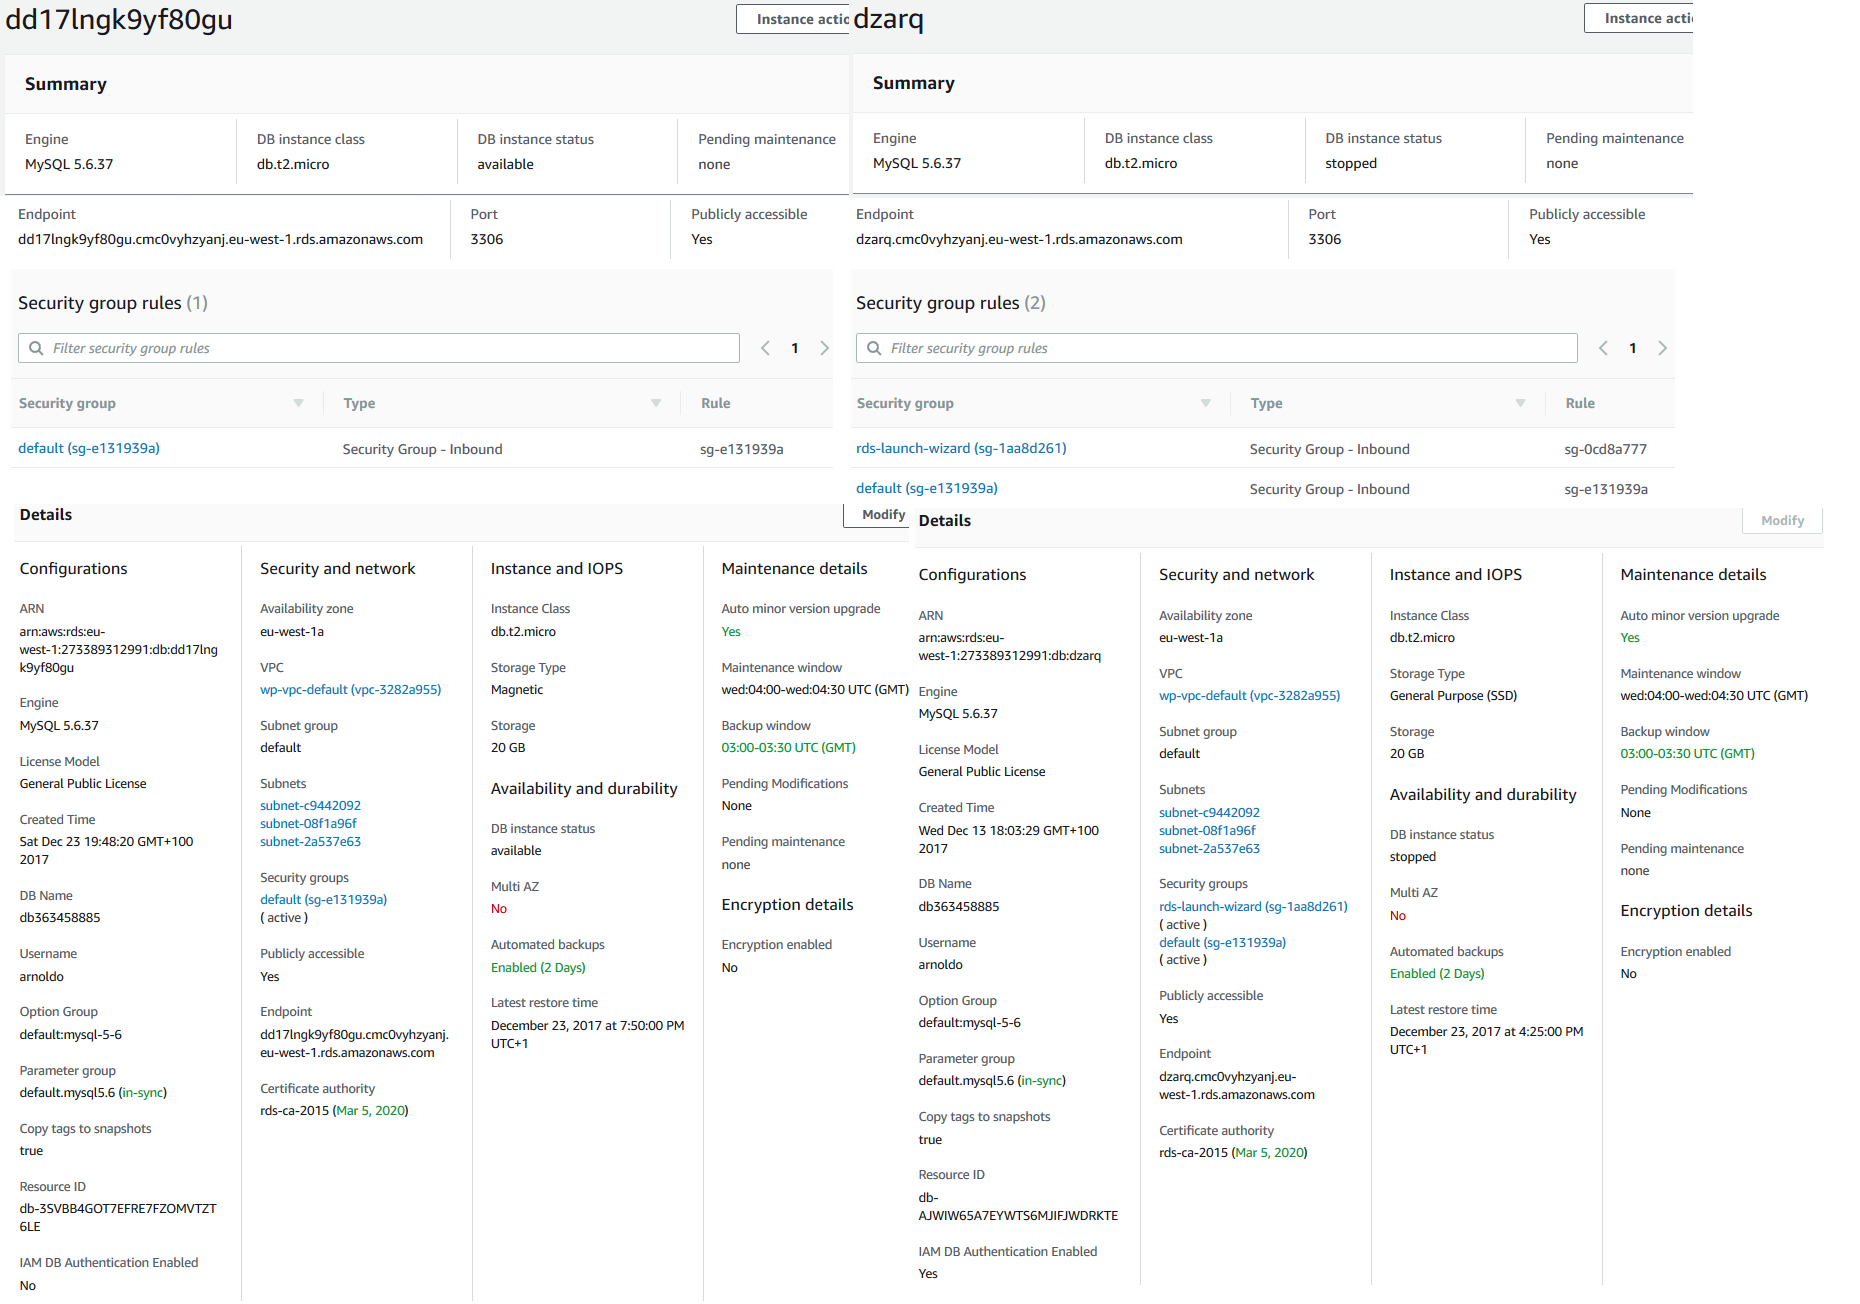 dd17lngk9yf80gu
Instance actio
Summary
Engine
MySQL 5.6.37
DB instance class
db.t2.micro
DB instance status
available
Pending maintenance
none
Endpoint
dd17lngk9yf80gu.cmc0vyhzyanj.eu-west-1.rds.amazonaws.com
Port
3306
Publicly accessible
Yes
Security group rules (1)
Filter security group rules
1
Security group
Type
Rule
default (sg-e131939a)
Security Group - Inbound
sg-e131939a
dzarq
Instance acti
Summary
Engine
MySQL 5.6.37
DB instance class
db.t2.micro
DB instance status
stopped
Pending maintenance
none
Endpoint
dzarq.cmc0vyhzyanj.eu-west-1.rds.amazonaws.com
Port
3306
Publicly accessible
Yes
Security group rules (2)
Filter security group rules
1
Security group
Type
Rule
rds-launch-wizard (sg-1aa8d261)
Security Group - Inbound
sg-0cd8a777
default (sg-e131939a)
Security Group - Inbound
sg-e131939a
Details
Modify
Configurations
ARN
arn:aws:rds:eu-
west-1:273389312991:db:dd17lng
k9yf80gu
Engine
MySQL 5.6.37
License Model
General Public License
Created Time
Sat Dec 23 19:48:20 GMT+100
2017
DB Name
db363458885
Username
arnoldo
Option Group
default:mysql-5-6
Parameter group
default.mysql5.6 (in-sync)
Copy tags to snapshots
true
Resource ID
db-3SVBB4GOT7EFRE7FZOMVTZT
6LE
IAM DB Authentication Enabled
No
Security and network
Availability zone
eu-west-1a
VPC
wp-vpc-default (vpc-3282a955)
Subnet group
default
Subnets
subnet-c9442092
subnet-08f1a96f
subnet-2a537e63
Security groups
default (sg-e131939a)
( active )
Publicly accessible
Yes
Endpoint
dd17lngk9yf80gu.cmc0vyhzyanj.
eu-west-1.rds.amazonaws.com
Certificate authority
rds-ca-2015 (Mar 5, 2020)
Instance and IOPS
Instance Class
db.t2.micro
Storage Type
Magnetic
Storage
20 GB
Availability and durability
DB instance status
available
Multi AZ
No
Automated backups
Enabled (2 Days)
Latest restore time
December 23, 2017 at 7:50:00 PM
UTC+1
Maintenance details
Auto minor version upgrade
Yes
Maintenance window
wed:04:00-wed:04:30 UTC (GMT)
Backup window
03:00-03:30 UTC (GMT)
Pending Modifications
None
Pending maintenance
none
Encryption details
Encryption enabled
No
Details
Modify
Configurations
ARN
arn:aws:rds:eu-
west-1:273389312991:db:dzarq
Engine
MySQL 5.6.37
License Model
General Public License
Created Time
Wed Dec 13 18:03:29 GMT+100
2017
DB Name
db363458885
Username
arnoldo
Option Group
default:mysql-5-6
Parameter group
default.mysql5.6 (in-sync)
Copy tags to snapshots
true
Resource ID
db-
AJWIW65A7EYWTS6MJIFJWDRKTE
IAM DB Authentication Enabled
Yes
Security and network
Availability zone
eu-west-1a
VPC
wp-vpc-default (vpc-3282a955)
Subnet group
default
Subnets
subnet-c9442092
subnet-08f1a96f
subnet-2a537e63
Security groups
rds-launch-wizard (sg-1aa8d261)
( active )
default (sg-e131939a)
( active )
Publicly accessible
Yes
Endpoint
dzarq.cmc0vyhzyanj.eu-
west-1.rds.amazonaws.com
Certificate authority
rds-ca-2015 (Mar 5, 2020)
Instance and IOPS
Instance Class
db.t2.micro
Storage Type
General Purpose (SSD)
Storage
20 GB
Availability and durability
DB instance status
stopped
Multi AZ
No
Automated backups
Enabled (2 Days)
Latest restore time
December 23, 2017 at 4:25:00 PM
UTC+1
Maintenance details
Auto minor version upgrade
Yes
Maintenance window
wed:04:00-wed:04:30 UTC (GMT)
Backup window
03:00-03:30 UTC (GMT)
Pending Modifications
None
Pending maintenance
none
Encryption details
Encryption enabled
No